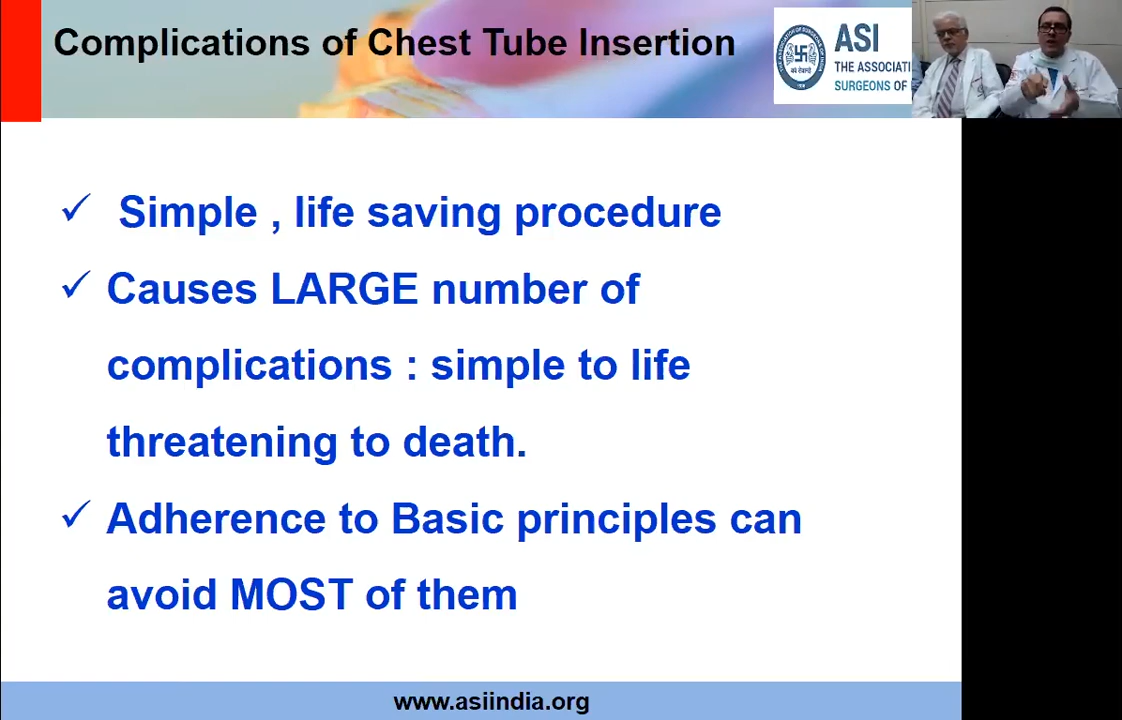 Complications of Chest Tube Insertion
ASI
THE ASSOCIATI
SURGEONS OF
✓ Simple , life saving procedure
✓ Causes LARGE number of
complications : simple to life
threatening to death.
✓ Adherence to Basic principles can
avoid MOST of them
www.asiindia.org